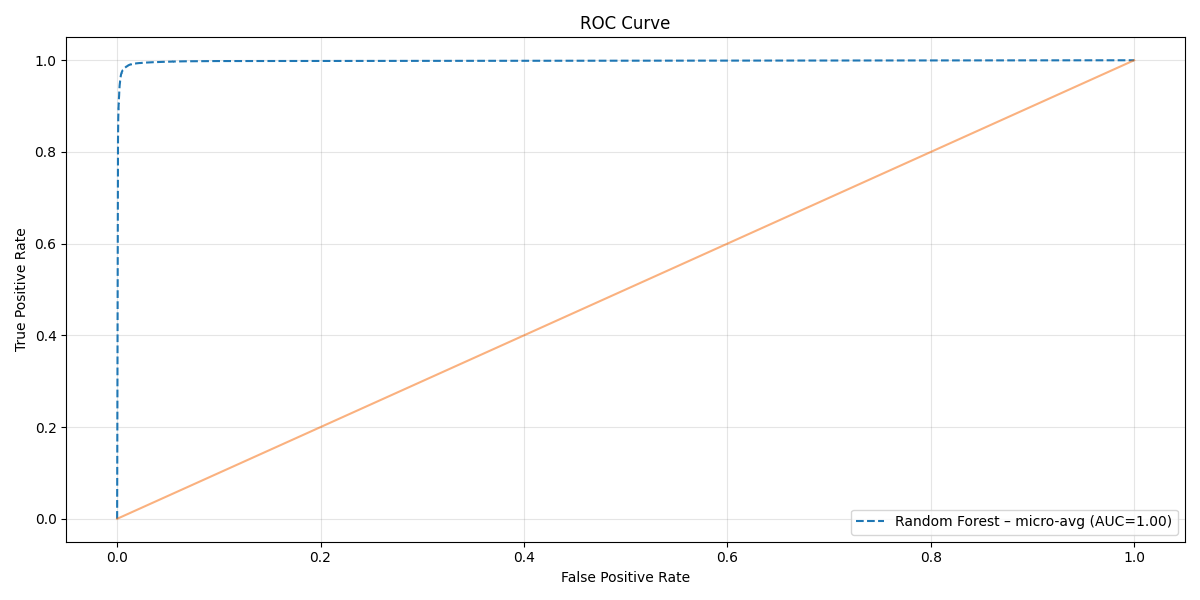 ROC Curve
1.0
0.8
0.6
0.4
0.2
0.0
True Positive Rate
Random Forest – micro-avg (AUC=1.00)
0.0 0.2 0.4 0.6 0.8 1.0
False Positive Rate